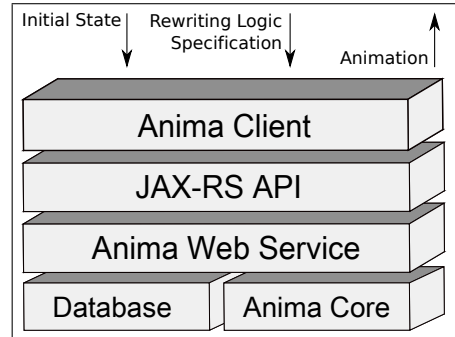 Initial State
Rewriting Logic
Specification
Animation
Anima Client
JAX-RS API
Anima Web Service
Database
Anima Core